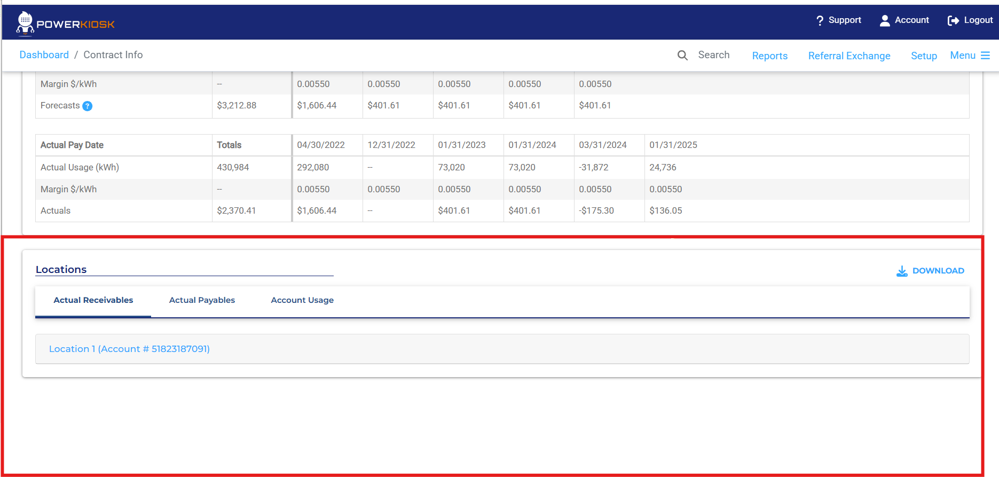 POWERKIOSK
? Support Account Logout
Dashboard / Contract Info Search Reports Referral Exchange Setup Menu
Margin $/kWh -- 0.00550 0.00550 0.00550 0.00550 0.00550
Forecasts ? $3,212.88 $1,606.44 $401.61 $401.61 $401.61 $401.61
Actual Pay Date Totals 04/30/2022 12/31/2022 01/31/2023 01/31/2024 03/31/2024 01/31/2025
Actual Usage (kWh) 430,984 292,080 -- 73,020 73,020 -31,872 24,736
Margin $/kWh -- 0.00550 0.00550 0.00550 0.00550 0.00550 0.00550
Actuals $2,370.41 $1,606.44 -- $401.61 $401.61 -$175.30 $136.05
Locations DOWNLOAD
Actual Receivables Actual Payables Account Usage
Location 1 (Account # 51823187091)